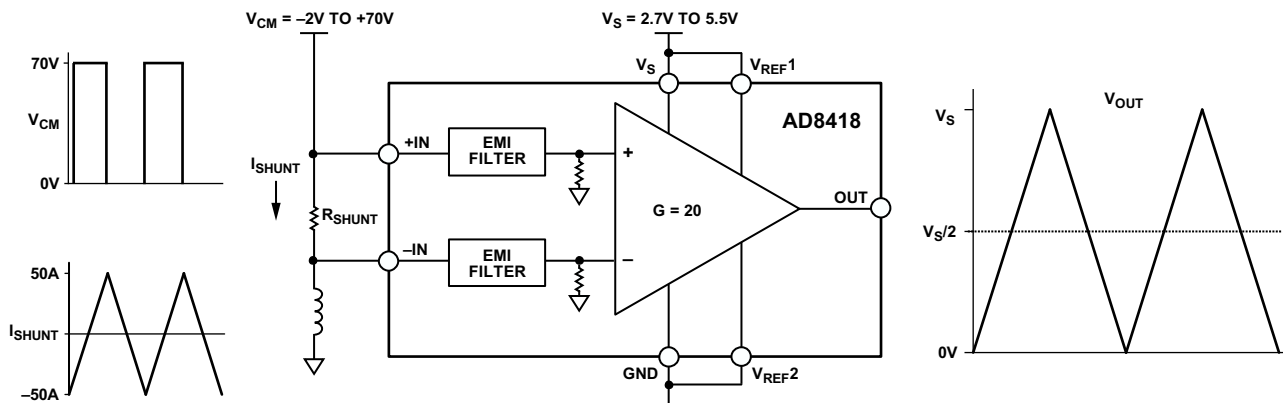 V_CM = –2V TO +70V
V_S = 2.7V TO 5.5V
70V
V_CM
0V
50A
I_SHUNT
–50A
I_SHUNT
R_SHUNT
+IN
–IN
EMI
FILTER
EMI
FILTER
V_S
V_REF1
AD8418
+
G = 20
–
OUT
GND
V_REF2
V_OUT
V_S
V_S/2
0V